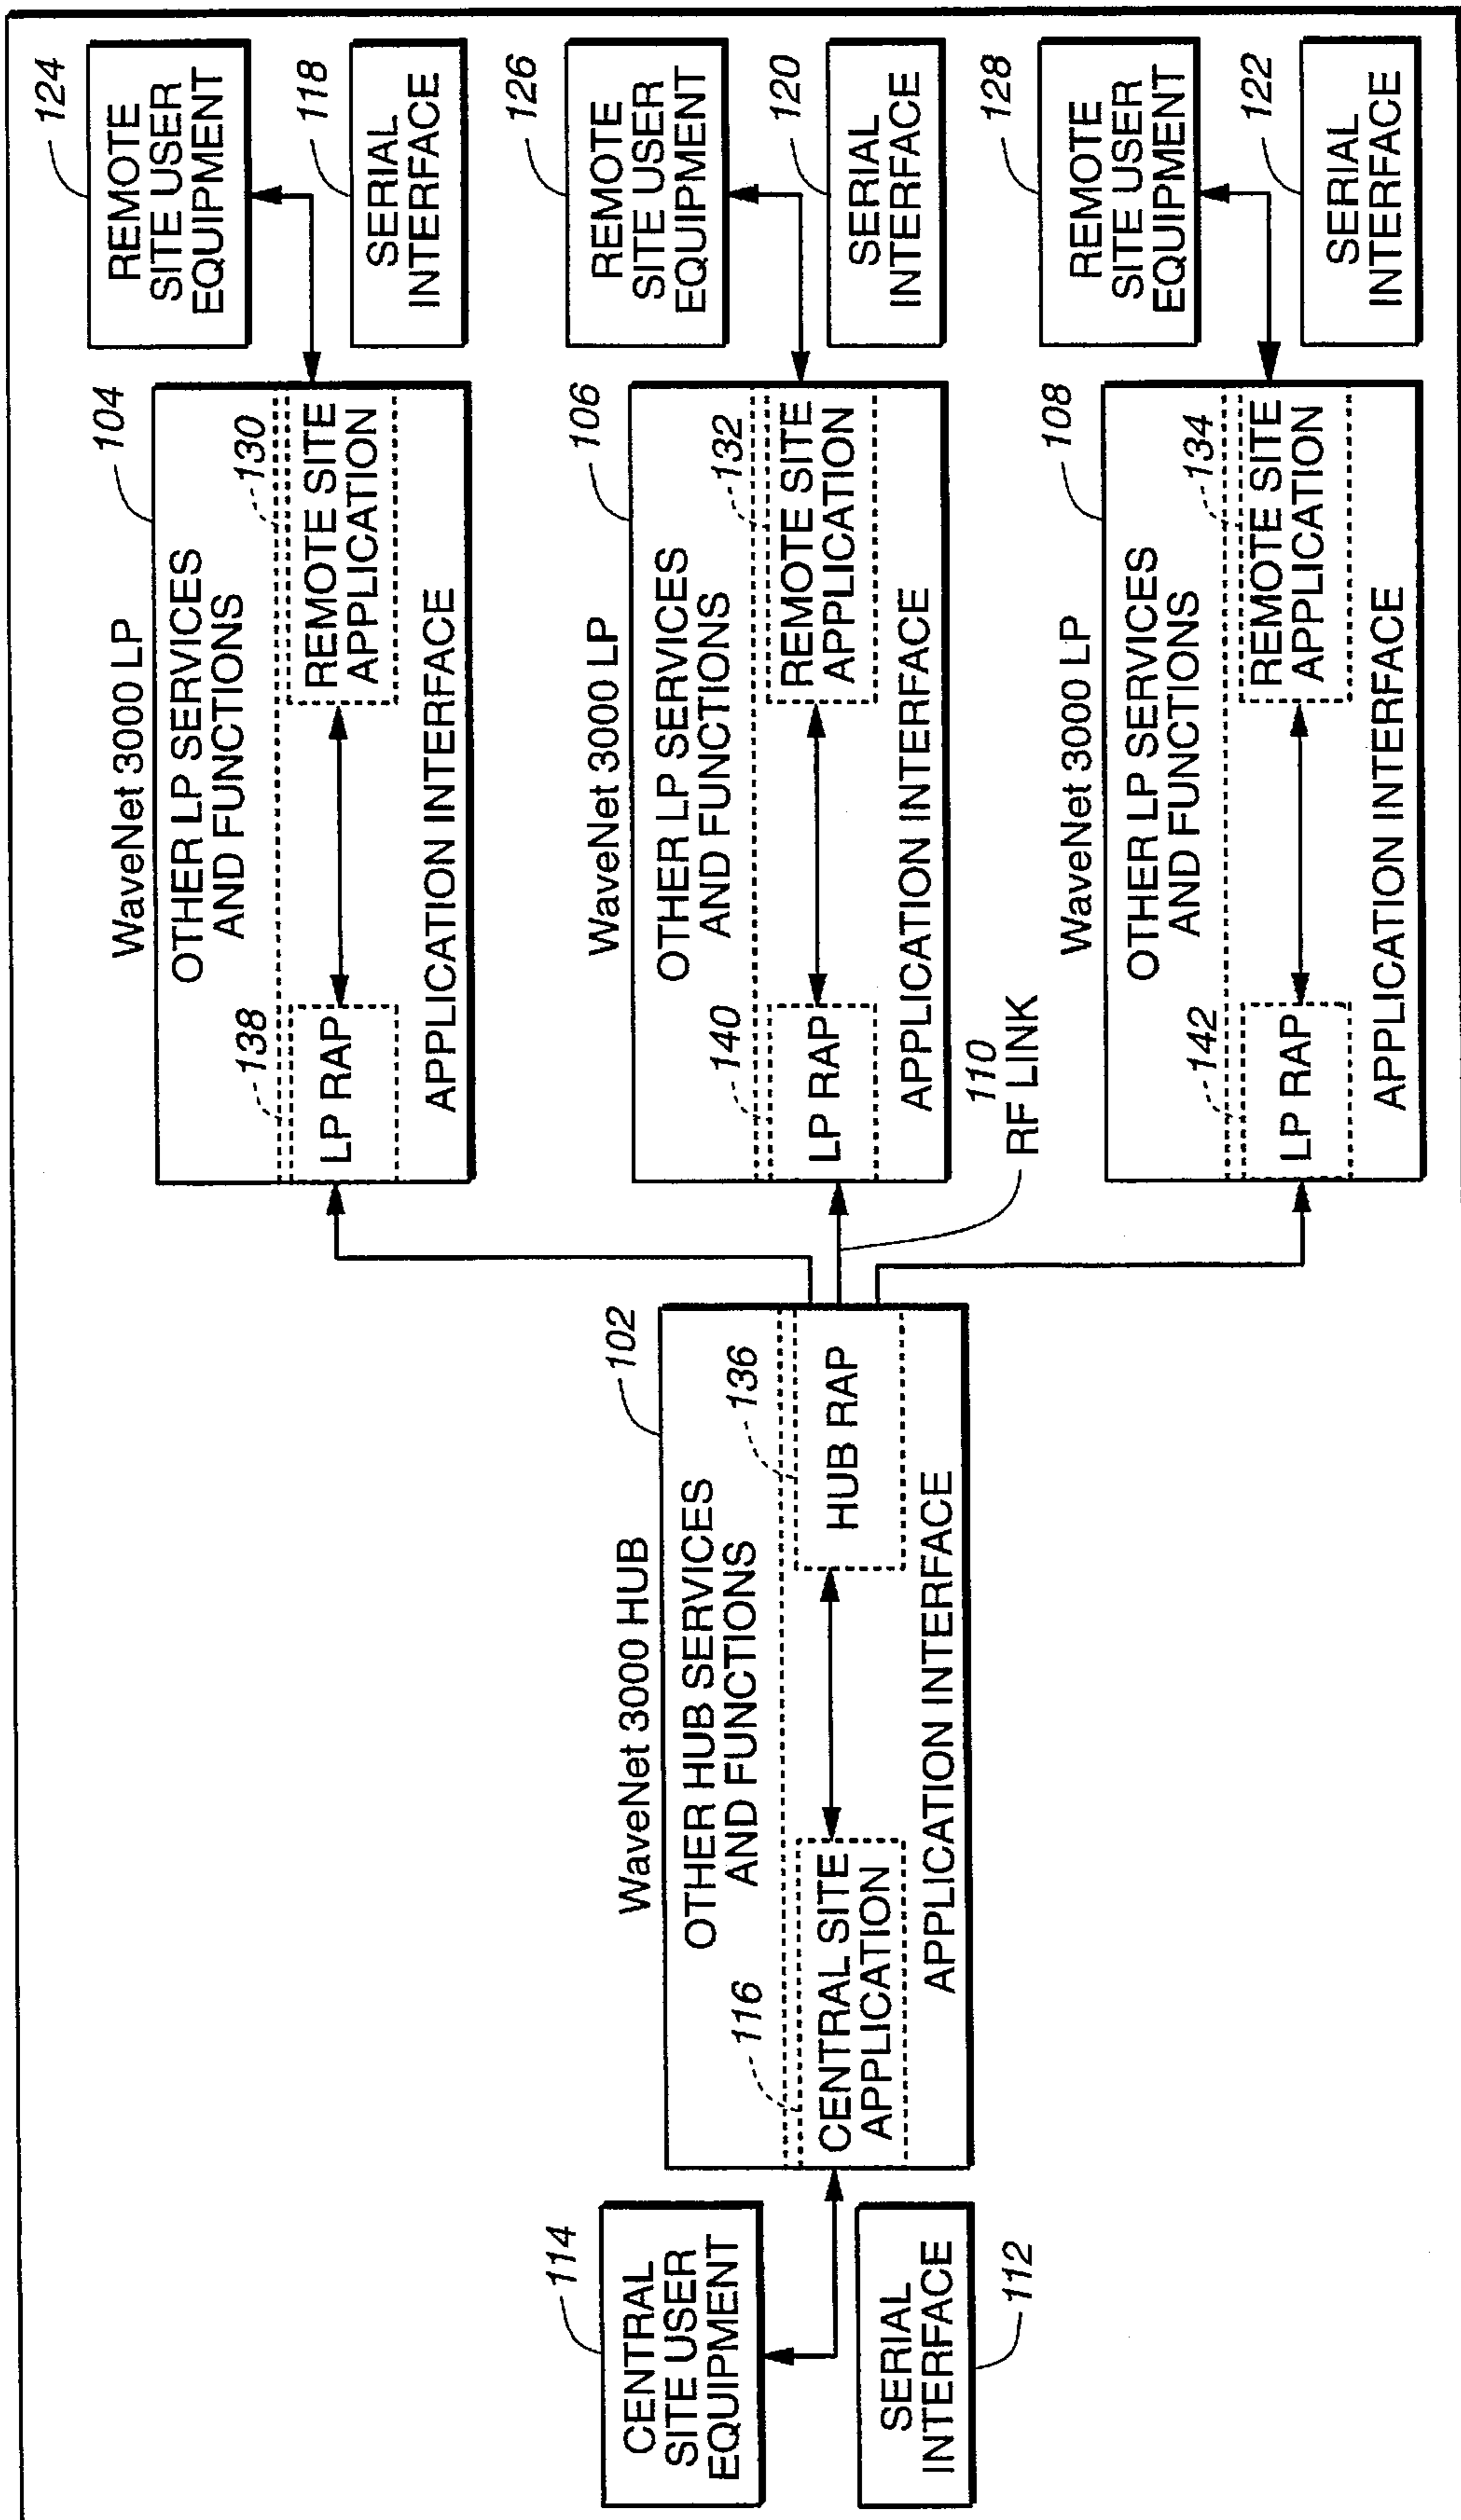 114
CENTRAL
SITE USER
EQUIPMENT
SERIAL
INTERFACE
112
WaveNet 3000 HUB
102
OTHER HUB SERVICES
AND FUNCTIONS
116
136
CENTRAL SITE
APPLICATION
HUB RAP
APPLICATION INTERFACE
110
RF LINK
WaveNet 3000 LP
104
OTHER LP SERVICES
AND FUNCTIONS
138
130
LP RAP
REMOTE SITE
APPLICATION
APPLICATION INTERFACE
124
REMOTE
SITE USER
EQUIPMENT
118
SERIAL
INTERFACE
WaveNet 3000 LP
106
OTHER LP SERVICES
AND FUNCTIONS
140
132
LP RAP
REMOTE SITE
APPLICATION
APPLICATION INTERFACE
126
REMOTE
SITE USER
EQUIPMENT
120
SERIAL
INTERFACE
WaveNet 3000 LP
108
OTHER LP SERVICES
AND FUNCTIONS
142
134
LP RAP
REMOTE SITE
APPLICATION
APPLICATION INTERFACE
128
REMOTE
SITE USER
EQUIPMENT
122
SERIAL
INTERFACE